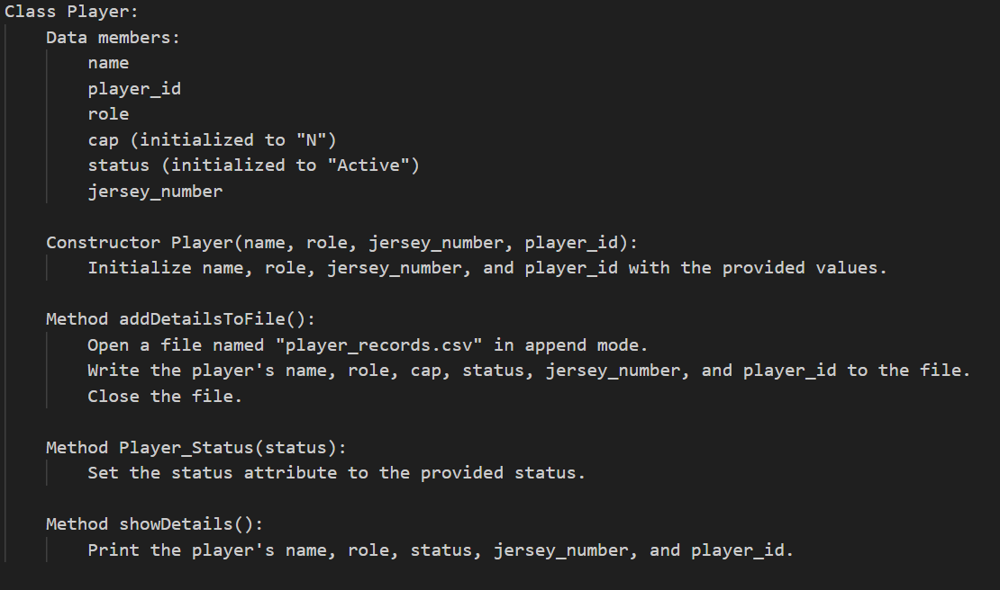 Class Player:
Data members:
name
player_id
role
cap (initialized to "N")
status (initialized to "Active")
jersey_number
Constructor Player(name, role, jersey_number, player_id):
Initialize name, role, jersey_number, and player_id with the provided values.
Method addDetailsToFile():
Open a file named "player_records.csv" in append mode.
Write the player's name, role, cap, status, jersey_number, and player_id to the file.
Close the file.
Method Player_Status(status):
Set the status attribute to the provided status.
Method showDetails():
Print the player's name, role, status, jersey_number, and player_id.